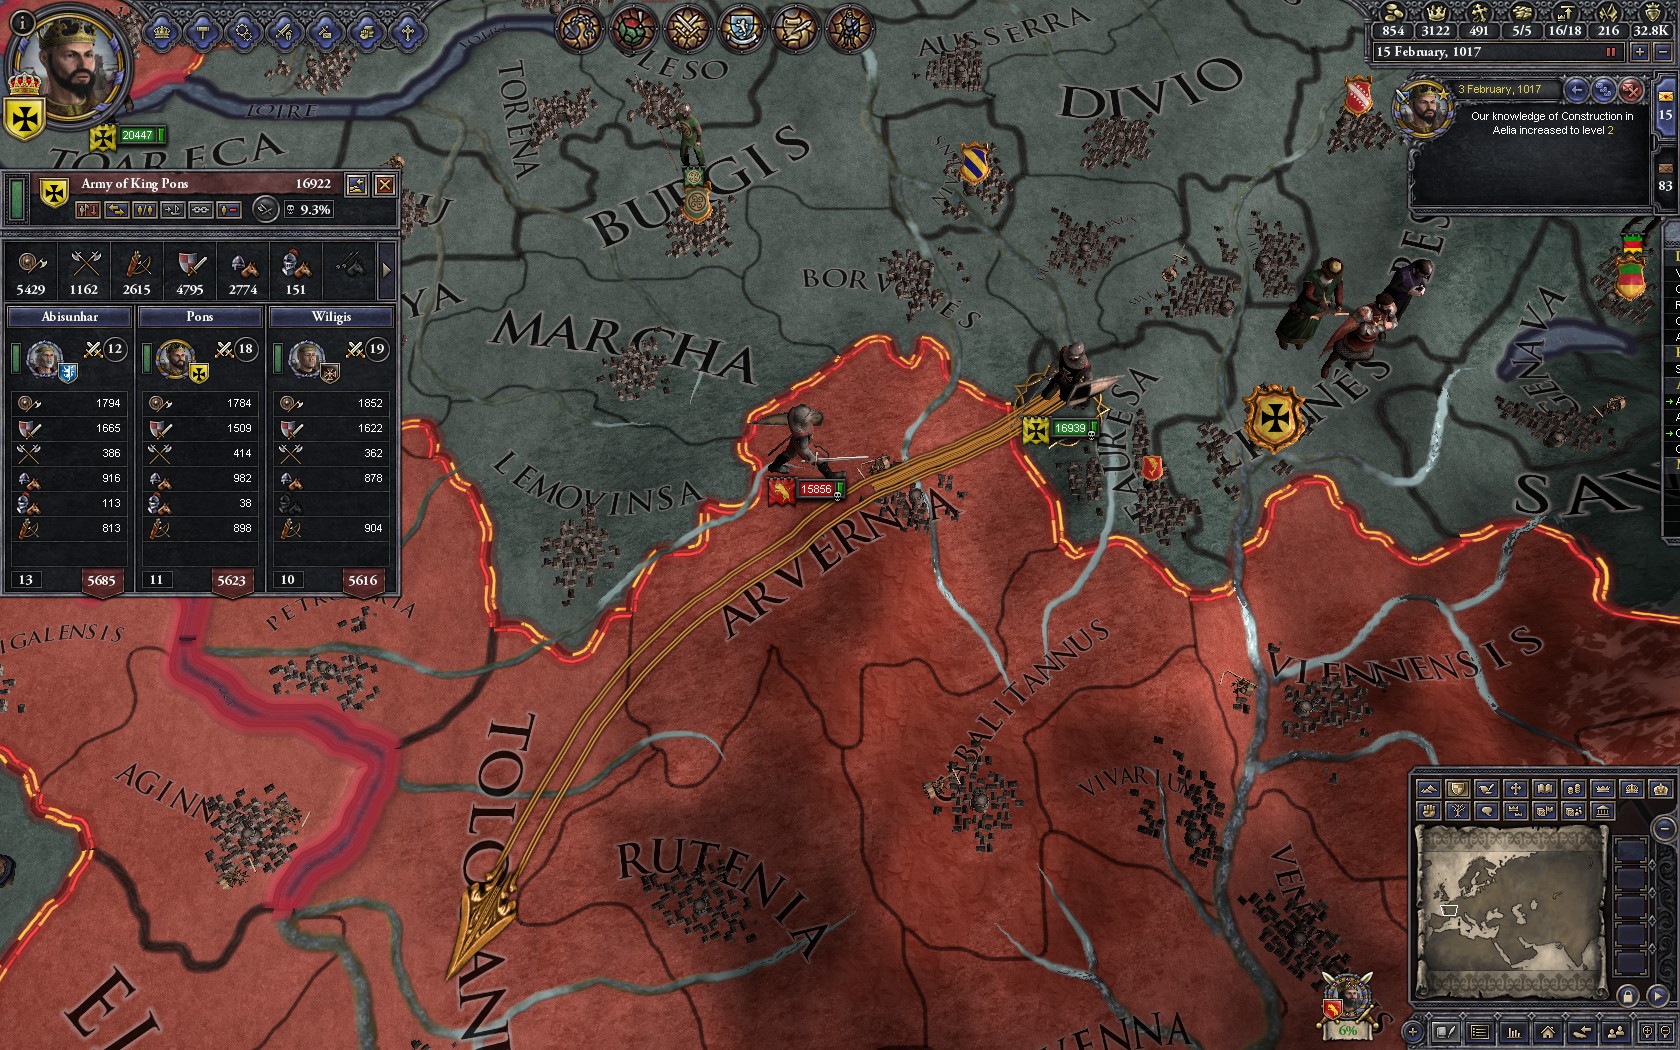 854 3122 491 5/5 16/18 216 32.8K
15 February, 1017
3 February, 1017
Our knowledge of Construction in
Aelia increased to level 2
15
83
20447
Army of King Pons 16922
9.3%
5429 1162 2615 4795 2774 151
Abisunhar Pons Wiligis
12 18 19
1794 1784 1852
1665 1509 1622
386 414 362
916 982 878
113 38
813 898 904
13 5685 11 5623 10 5616
LOIRE
TORENA
AUSSERRA
DIVIO
MARCHA
LEMOVINSA
15856
16939
ARVERNIA
SAV
GENAVA
TOLOSANA
AGINN
RUTENIA
GABALITANNUS
VIVARIUM
VIENNENSIS
VENNA
6%